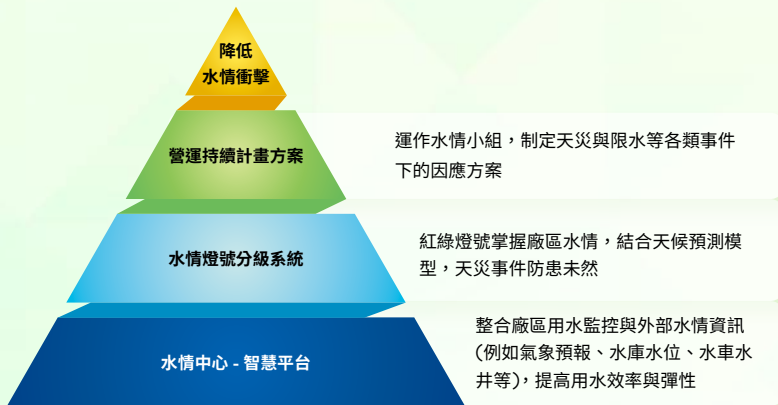 降低
水情衝擊
營運持續計畫方案
運作水情小組，制定天災與限水等各類事件
下的因應方案
水情燈號分級系統
紅綠燈號掌握廠區水情，結合天候預測模
型，天災事件防患未然
水情中心 - 智慧平台
整合廠區用水監控與外部水情資訊
(例如氣象預報、水庫水位、水車水
井等)，提高用水效率與彈性